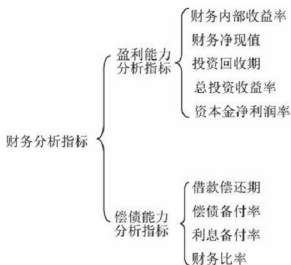 财务内部收益率
财务净现值
盈利能力
分析指标
投资回收期
总投资收益率
资本金净利润率
财务分析指标
借款偿还期
偿债能力
分析指标
偿债备付率
利息备付率
财务比率